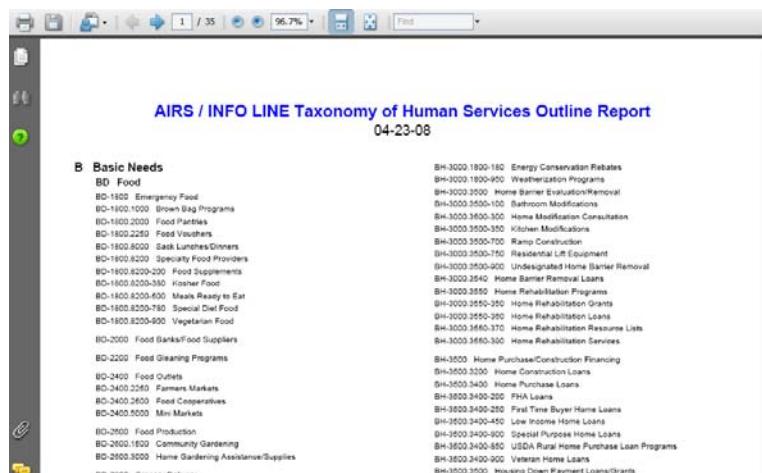 1 / 35
96.7%
Find
AIRS / INFO LINE Taxonomy of Human Services Outline Report
04-23-08
B Basic Needs
BD Food
BD-1800 Emergency Food
BD-1800.1000 Brown Bag Programs
BD-1800.2000 Food Pantries
BD-1800.2250 Food Vouchers
BD-1800.8000 Sack Lunches/Dinners
BD-1800.8200 Specialty Food Providers
BD-1800.8200-200 Food Supplements
BD-1800.8200-380 Kosher Food
BD-1800.8200-500 Meals Ready to Eat
BD-1800.8200-780 Special Diet Food
BD-1800.8200-900 Vegetarian Food
BD-2000 Food Banks/Food Suppliers
BD-2200 Food Gleaning Programs
BD-2400 Food Outlets
BD-2400.2250 Farmers Markets
BD-2400.2600 Food Cooperatives
BD-2400.5000 Mini Markets
BD-2600 Food Production
BD-2600.1600 Community Gardening
BD-2600.3000 Home Gardening Assistance/Supplies
BH-3000.1800-180 Energy Conservation Rebates
BH-3000.1800-950 Weatherization Programs
BH-3000.3500 Home Barrier Evaluation/Removal
BH-3000.3500-100 Bathroom Modifications
BH-3000.3500-300 Home Modification Consultation
BH-3000.3500-350 Kitchen Modifications
BH-3000.3500-700 Ramp Construction
BH-3000.3500-750 Residential Lift Equipment
BH-3000.3500-900 Undesignated Home Barrier Removal
BH-3000.3540 Home Barrier Removal Loans
BH-3000.3550 Home Rehabilitation Programs
BH-3000.3550-350 Home Rehabilitation Grants
BH-3000.3550-360 Home Rehabilitation Loans
BH-3000.3550-370 Home Rehabilitation Resource Lists
BH-3000.3550-390 Home Rehabilitation Services
BH-3500 Home Purchase/Construction Financing
BH-3500.3200 Home Construction Loans
BH-3500.3400 Home Purchase Loans
BH-3500.3400-200 FHA Loans
BH-3500.3400-250 First Time Buyer Home Loans
BH-3500.3400-450 Low Income Home Loans
BH-3500.3400-800 Special Purpose Home Loans
BH-3500.3400-850 USDA Rural Home Purchase Loan Programs
BH-3500.3400-900 Veteran Home Loans
BH-3500.3500 Housing Down Payment Loans/Grants